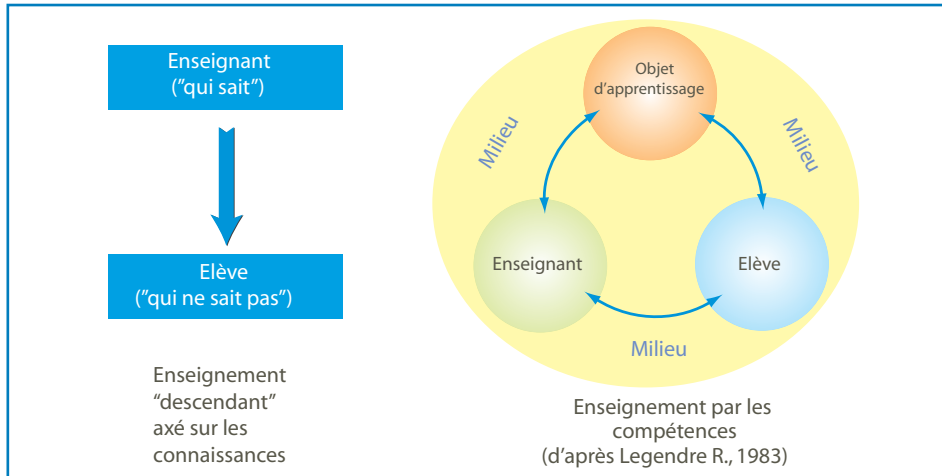 Enseignant
("qui sait")
Elève
("qui ne sait pas")
Enseignement
"descendant"
axé sur les
connaissances
Objet
d'apprentissage
Milieu
Milieu
Enseignant
Elève
Milieu
Enseignement par les
compétences
(d'après Legendre R., 1983)